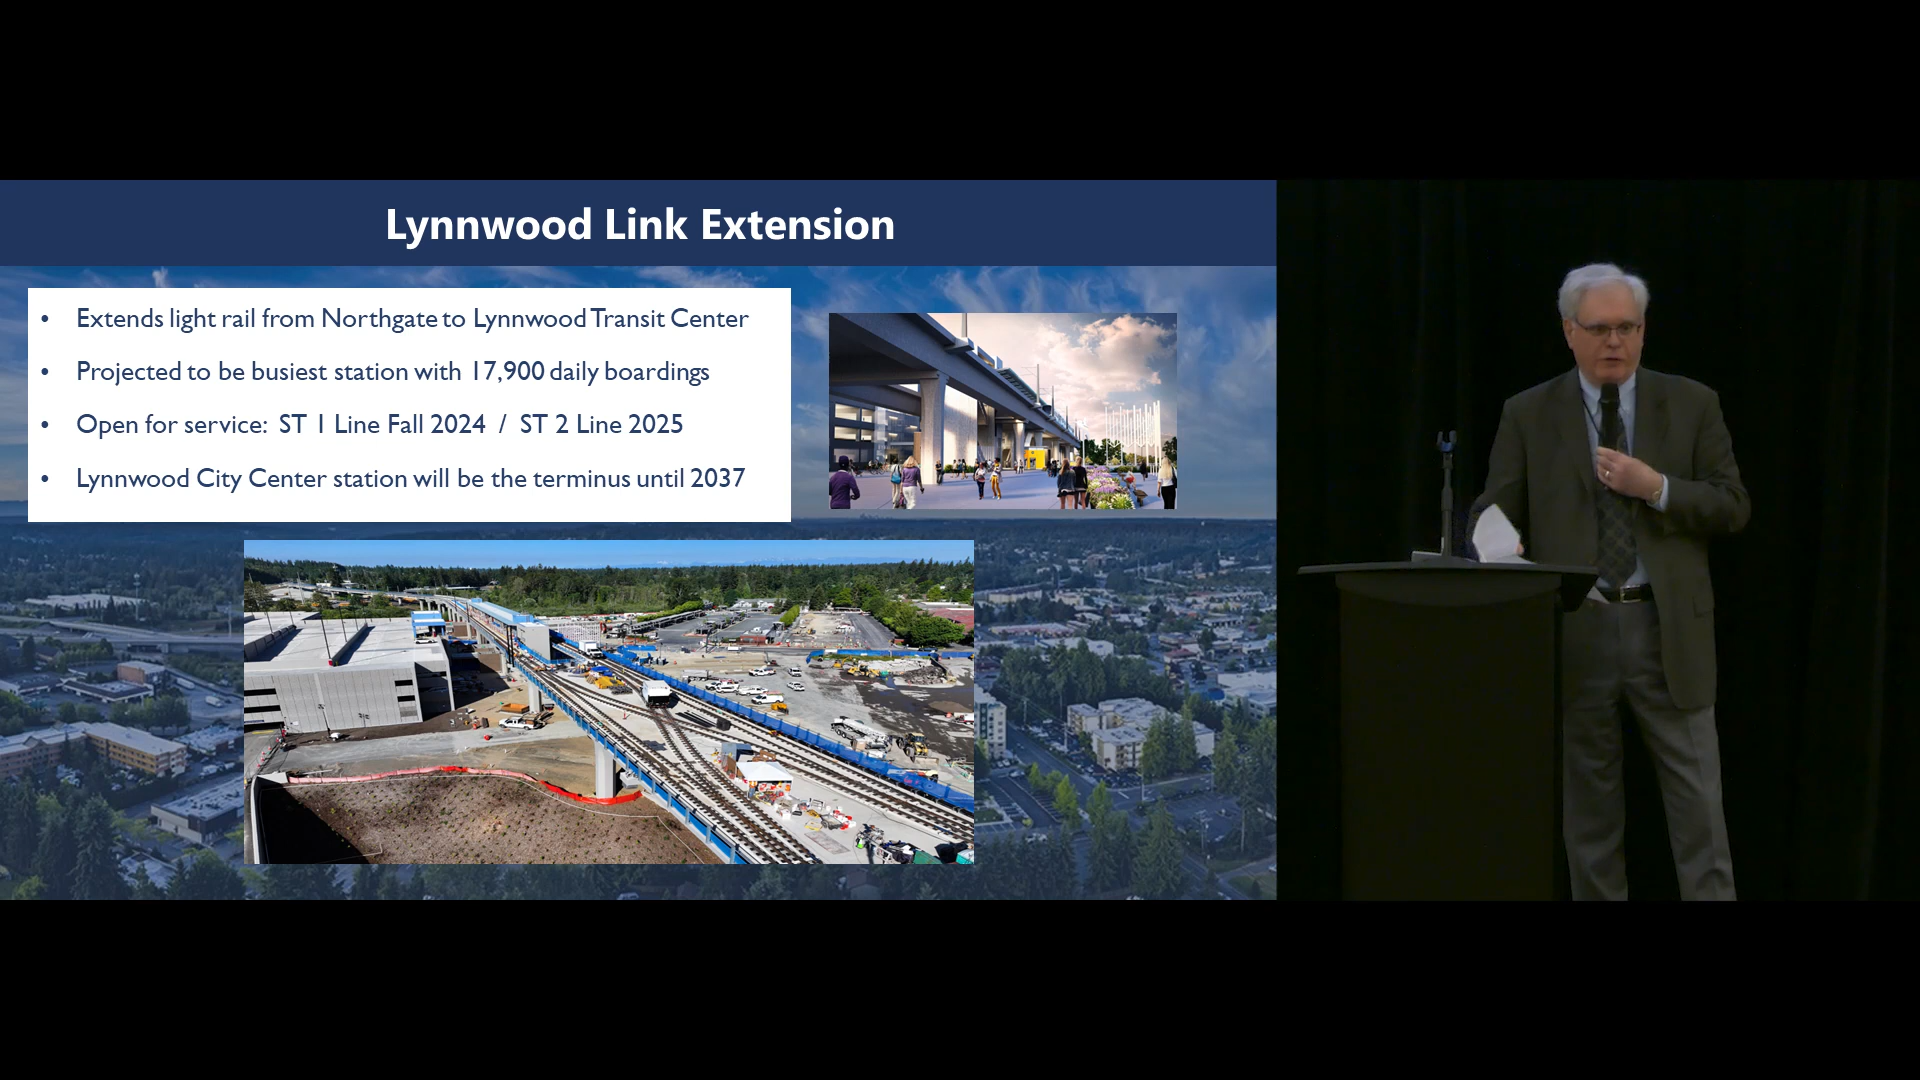 Lynnwood Link Extension
• Extends light rail from Northgate to Lynnwood Transit Center
• Projected to be busiest station with 17,900 daily boardings
• Open for service: ST 1 Line Fall 2024 / ST 2 Line 2025
• Lynnwood City Center station will be the terminus until 2037